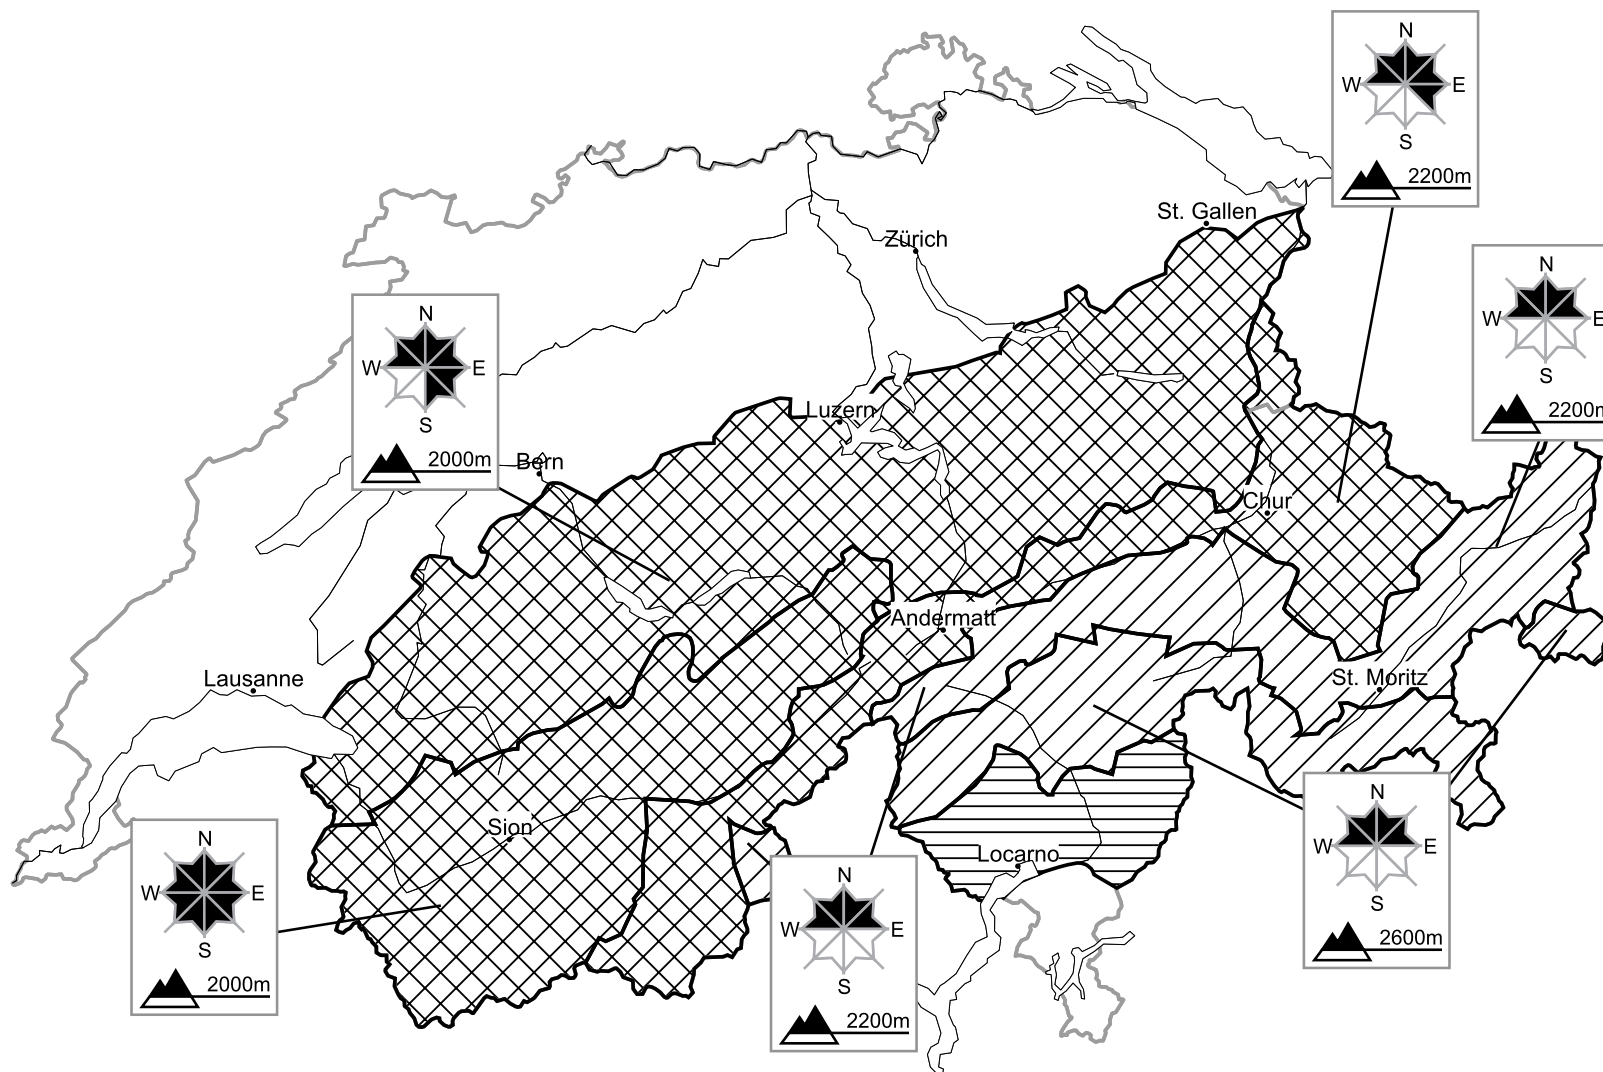 N
W E
S
2200m
St. Gallen
Zürich
N
W E
S
2200m
N
W E
S
2000m
Luzern
Bern
Chur
Andermatt
Lausanne
St. Moritz
N
W E
S
2600m
Sion
Locarno
N
W E
S
2000m
N
W E
S
2200m